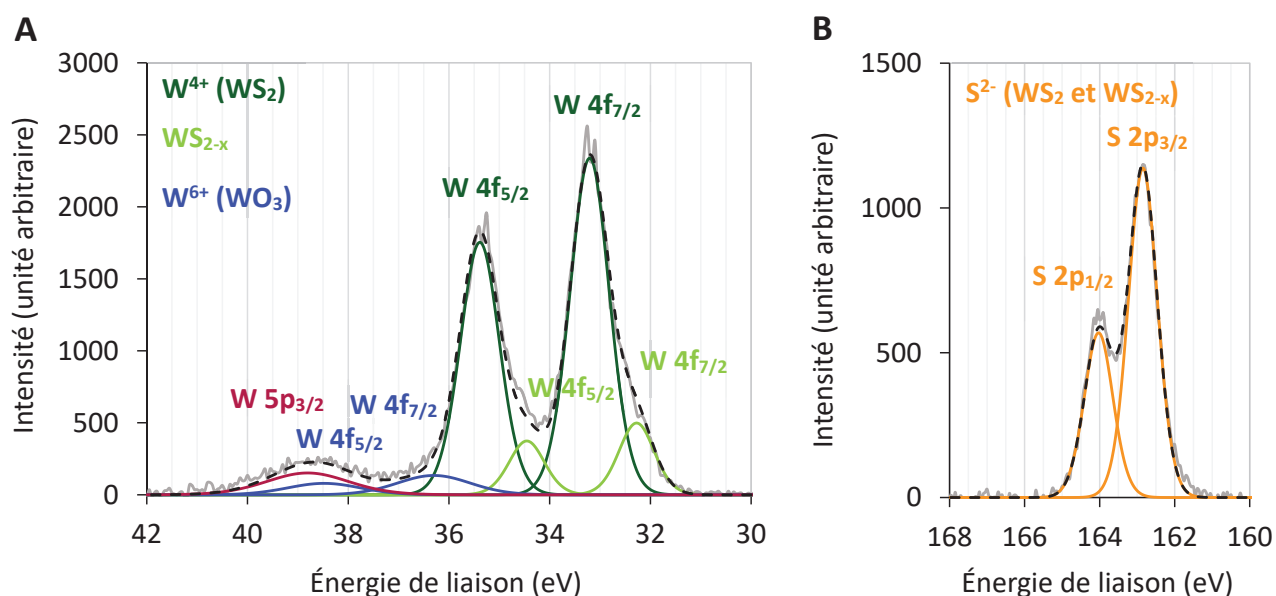 A
Intensité (unité arbitraire)
3000
2500
2000
1500
1000
500
0
W⁴⁺ (WS₂)
WS₂₋ₓ
W⁶⁺ (WO₃)
W 4f₇/₂
W 4f₅/₂
W 4f₇/₂
W 4f₅/₂
W 5p₃/₂
W 4f₇/₂
W 4f₅/₂
42
40
38
36
34
32
30
Énergie de liaison (eV)
B
Intensité (unité arbitraire)
1500
1000
500
0
S²⁻ (WS₂ et WS₂₋ₓ)
S 2p₃/₂
S 2p₁/₂
168
166
164
162
160
Énergie de liaison (eV)